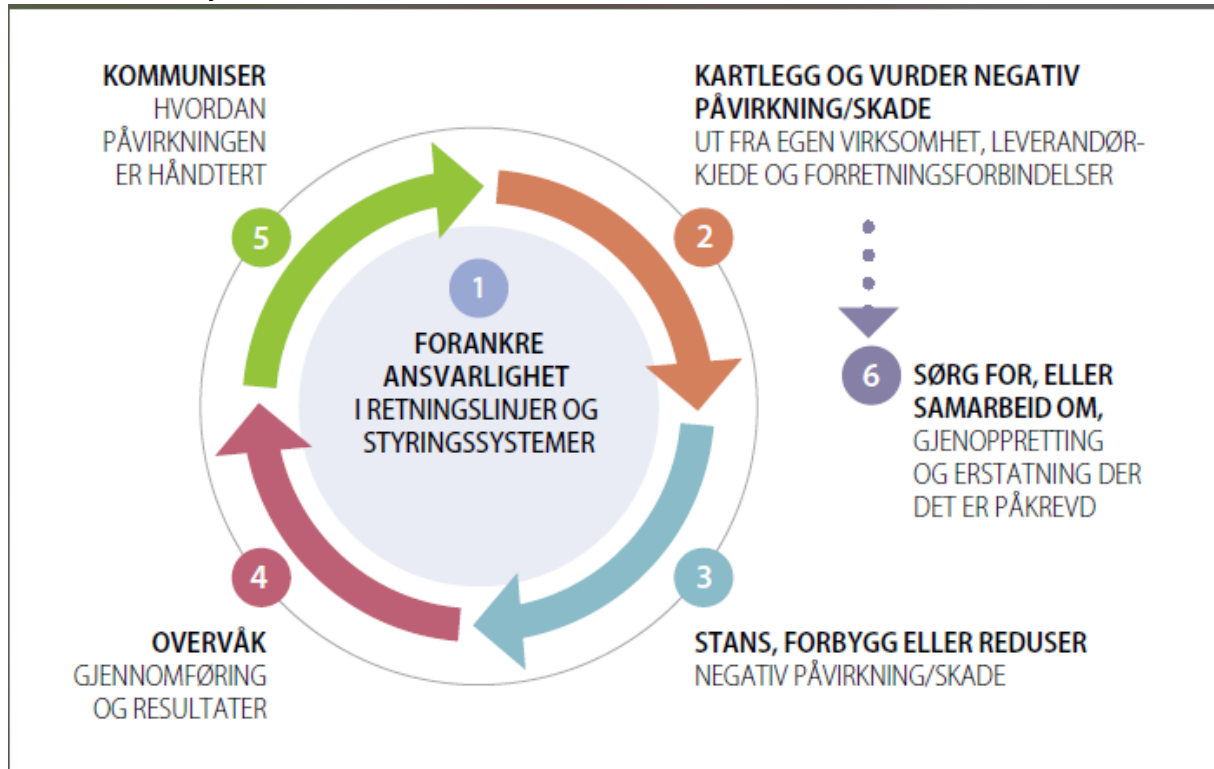 KOMMUNISER
HVORDAN
PÅVIRKNINGEN
ER HÅNDTERT
5
KARTLEGG OG VURDER NEGATIV
PÅVIRKNING/SKADE
UT FRA EGEN VIRKSOMHET, LEVERANDØR-
KJEDE OG FORRETNINGSFORBINDELSER
2
1
FORANKRE
ANSVARLIGHET
I RETNINGSLINJER OG
STYRINGSSYSTEMER
6
SØRG FOR, ELLER
SAMARBEID OM,
GJENOPPRETTING
OG ERSTATNING DER
DET ER PÅKREVD
4
OVERVÅK
GJENNOMFØRING
OG RESULTATER
3
STANS, FORBYGG ELLER REDUSER
NEGATIV PÅVIRKNING/SKADE